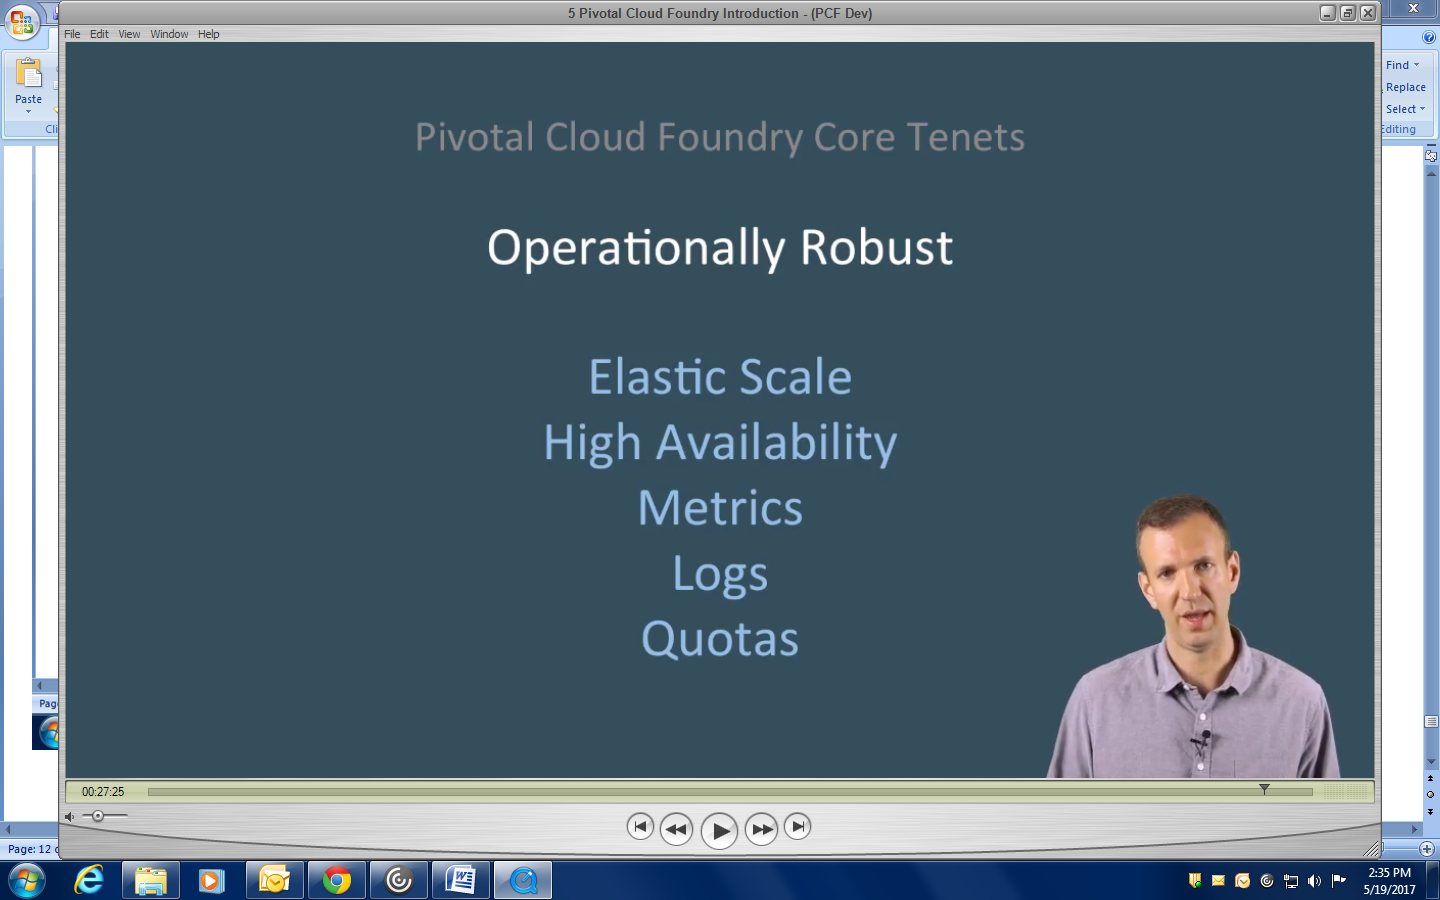 5 Pivotal Cloud Foundry Introduction - (PCF Dev)
File Edit View Window Help
Paste
Find
Replace
Select
Editing
Pivotal Cloud Foundry Core Tenets
Operationally Robust
Elastic Scale
High Availability
Metrics
Logs
Quotas
00:27:25
Page: 12
2:35 PM
5/19/2017